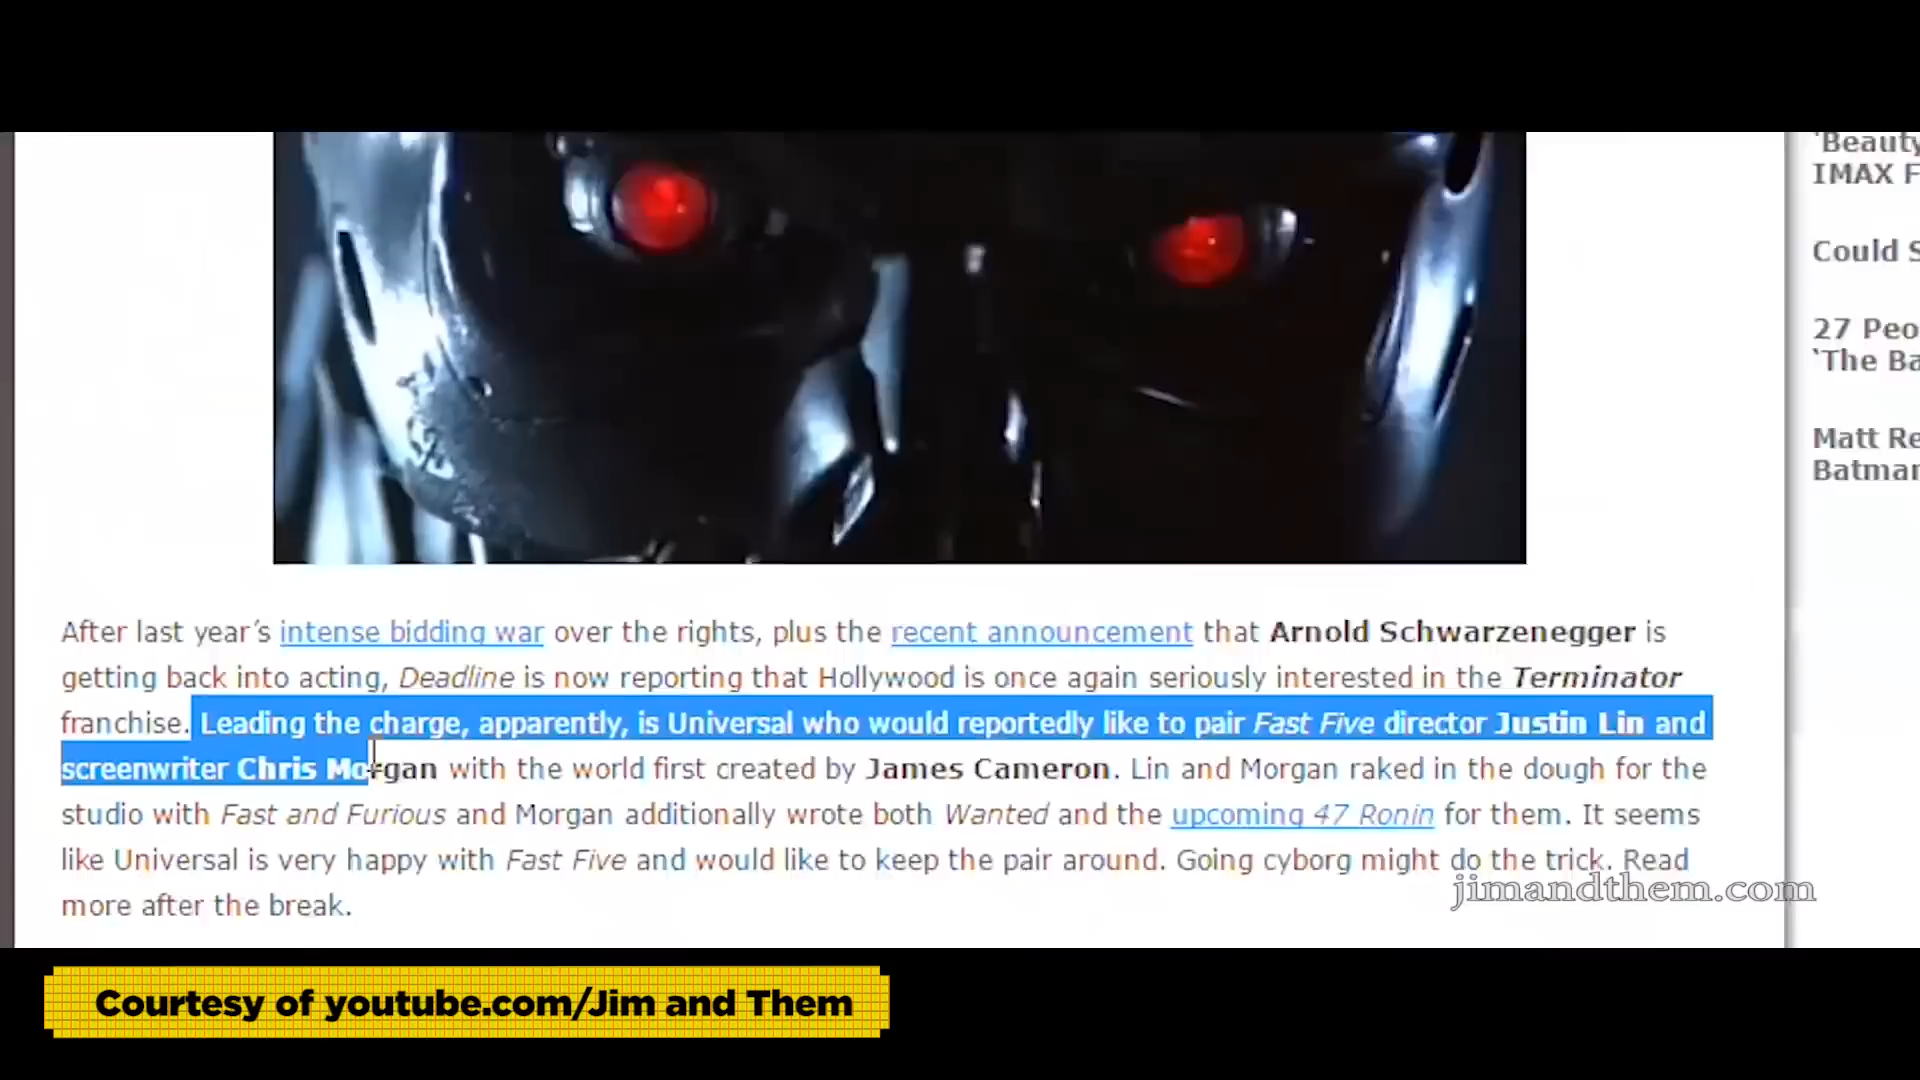 'Beauty
IMAX F
Could S
27 Peo
'The Ba
Matt Re
Batman
After last year's intense bidding war over the rights, plus the recent announcement that Arnold Schwarzenegger is
getting back into acting, Deadline is now reporting that Hollywood is once again seriously interested in the Terminator
franchise. Leading the charge, apparently, is Universal who would reportedly like to pair Fast Five director Justin Lin and
screenwriter Chris Morgan with the world first created by James Cameron. Lin and Morgan raked in the dough for the
studio with Fast and Furious and Morgan additionally wrote both Wanted and the upcoming 47 Ronin for them. It seems
like Universal is very happy with Fast Five and would like to keep the pair around. Going cyborg might do the trick. Read
more after the break.
jimandthem.com
Courtesy of youtube.com/Jim and Them